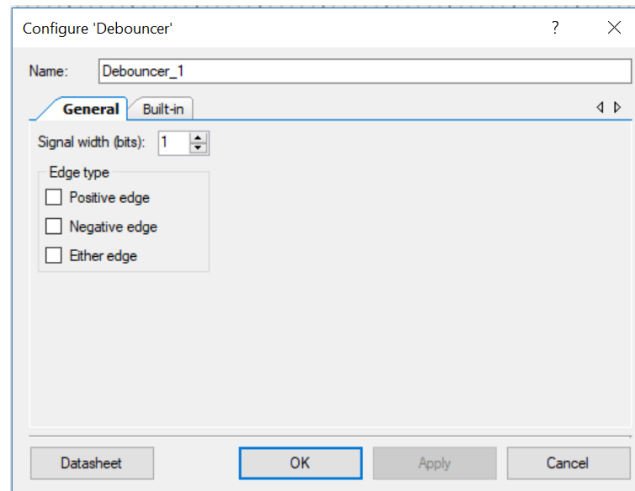 Configure 'Debouncer' ?
Name: Debouncer_1
General Built-in
Signal width (bits): 1
Edge type
Positive edge
Negative edge
Either edge
Datasheet OK Apply Cancel